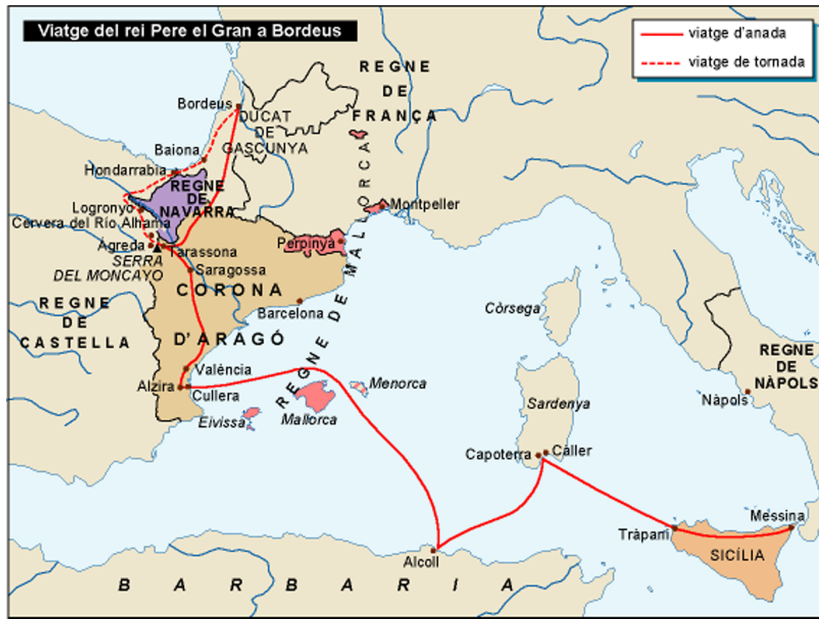 Viatge del rei Pere el Gran a Bordeus
viatge d'anada
viatge de tornada
REGNE
DE
FRANÇA
Bordeus
DUCAT
DE
GASCUNYA
Baiona
Hondarrabia
REGNE
DE
NAVARRA
Logronyo
Cervera del Río Alhama
Ágreda
Tarassona
SERRA
DEL MONCAYO
Saragossa
Montpeller
Perpinyà
REGNE DE MALLORCA
CORONA
D'ARAGÓ
Barcelona
REGNE
DE
CASTELLA
València
Alzira
Cullera
Eivissa
Mallorca
Menorca
Còrsega
Sardenya
Capoterra
Càller
REGNE
DE
NÀPOLS
Nàpols
Tràpani
Messina
SICÍLIA
Alcoll
BARBARIA